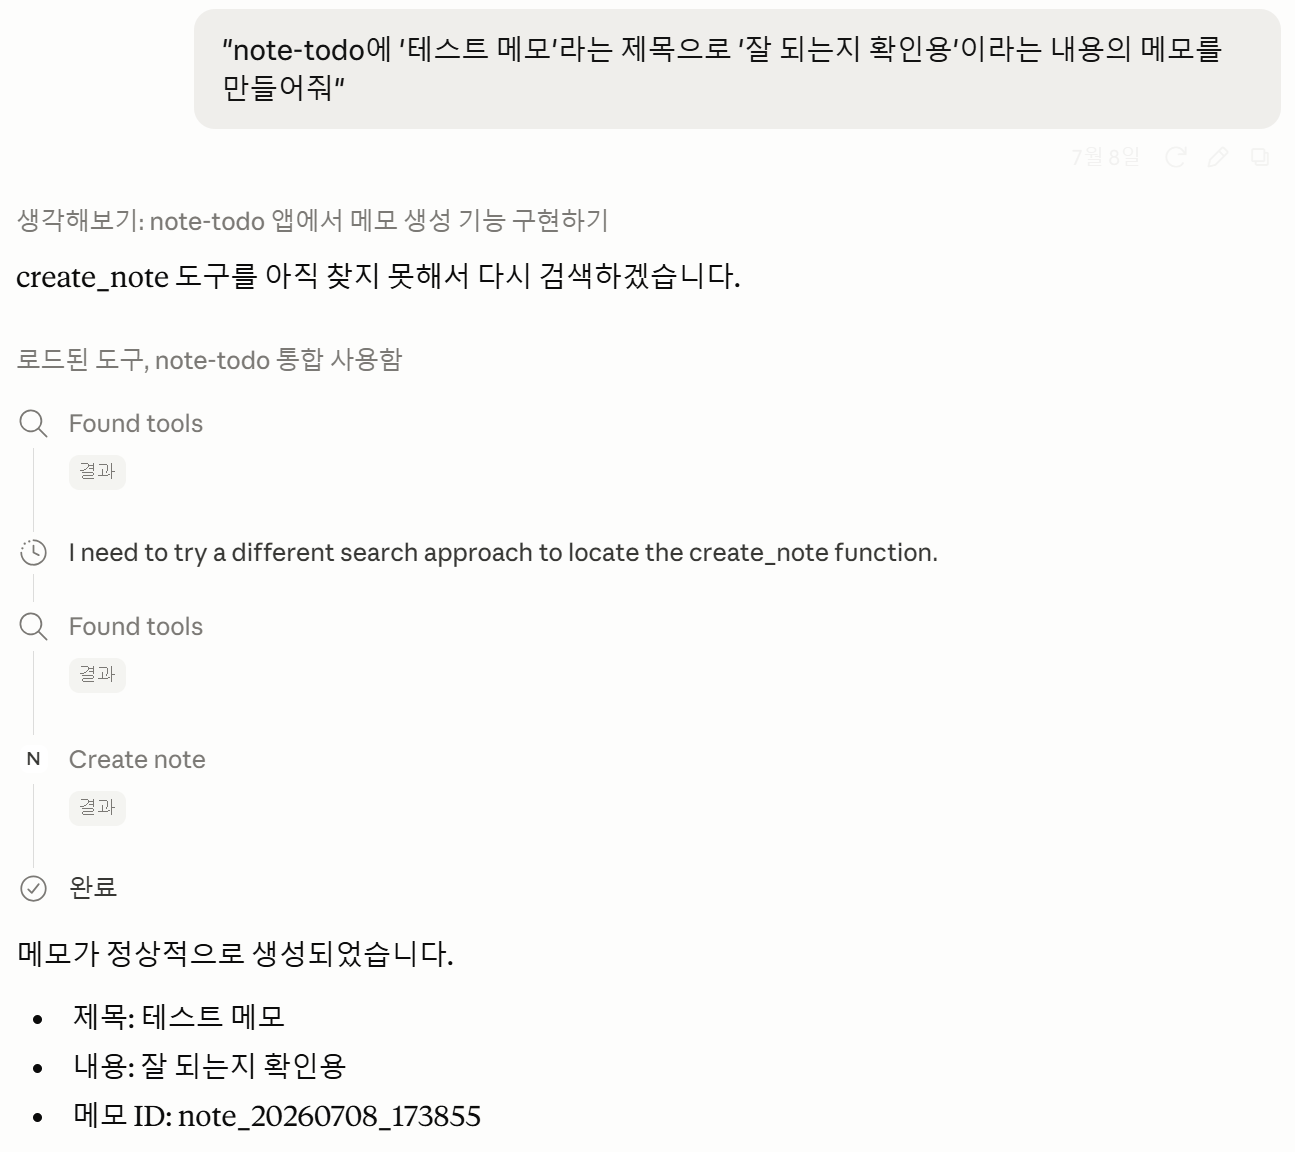 "note-todo에 '테스트 메모'라는 제목으로 '잘 되는지 확인용'이라는 내용의 메모를
만들어줘"
7월 8일
생각해보기: note-todo 앱에서 메모 생성 기능 구현하기
create_note 도구를 아직 찾지 못해서 다시 검색하겠습니다.
로드된 도구, note-todo 통합 사용함
Found tools
결과
I need to try a different search approach to locate the create_note function.
Found tools
결과
N Create note
결과
완료
메모가 정상적으로 생성되었습니다.
• 제목: 테스트 메모
• 내용: 잘 되는지 확인용
• 메모 ID: note_20260708_173855